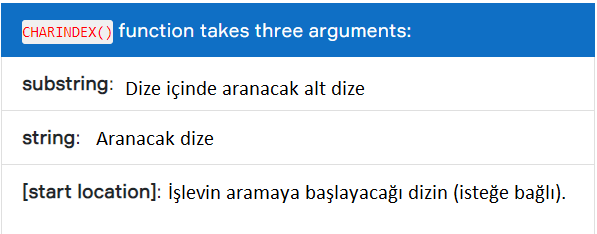 CHARINDEX() function takes three arguments:
substring: Dize içinde aranacak alt dize
string: Aranacak dize
[start location]: İşlevin aramaya başlayacağı dizin (isteğe bağlı).